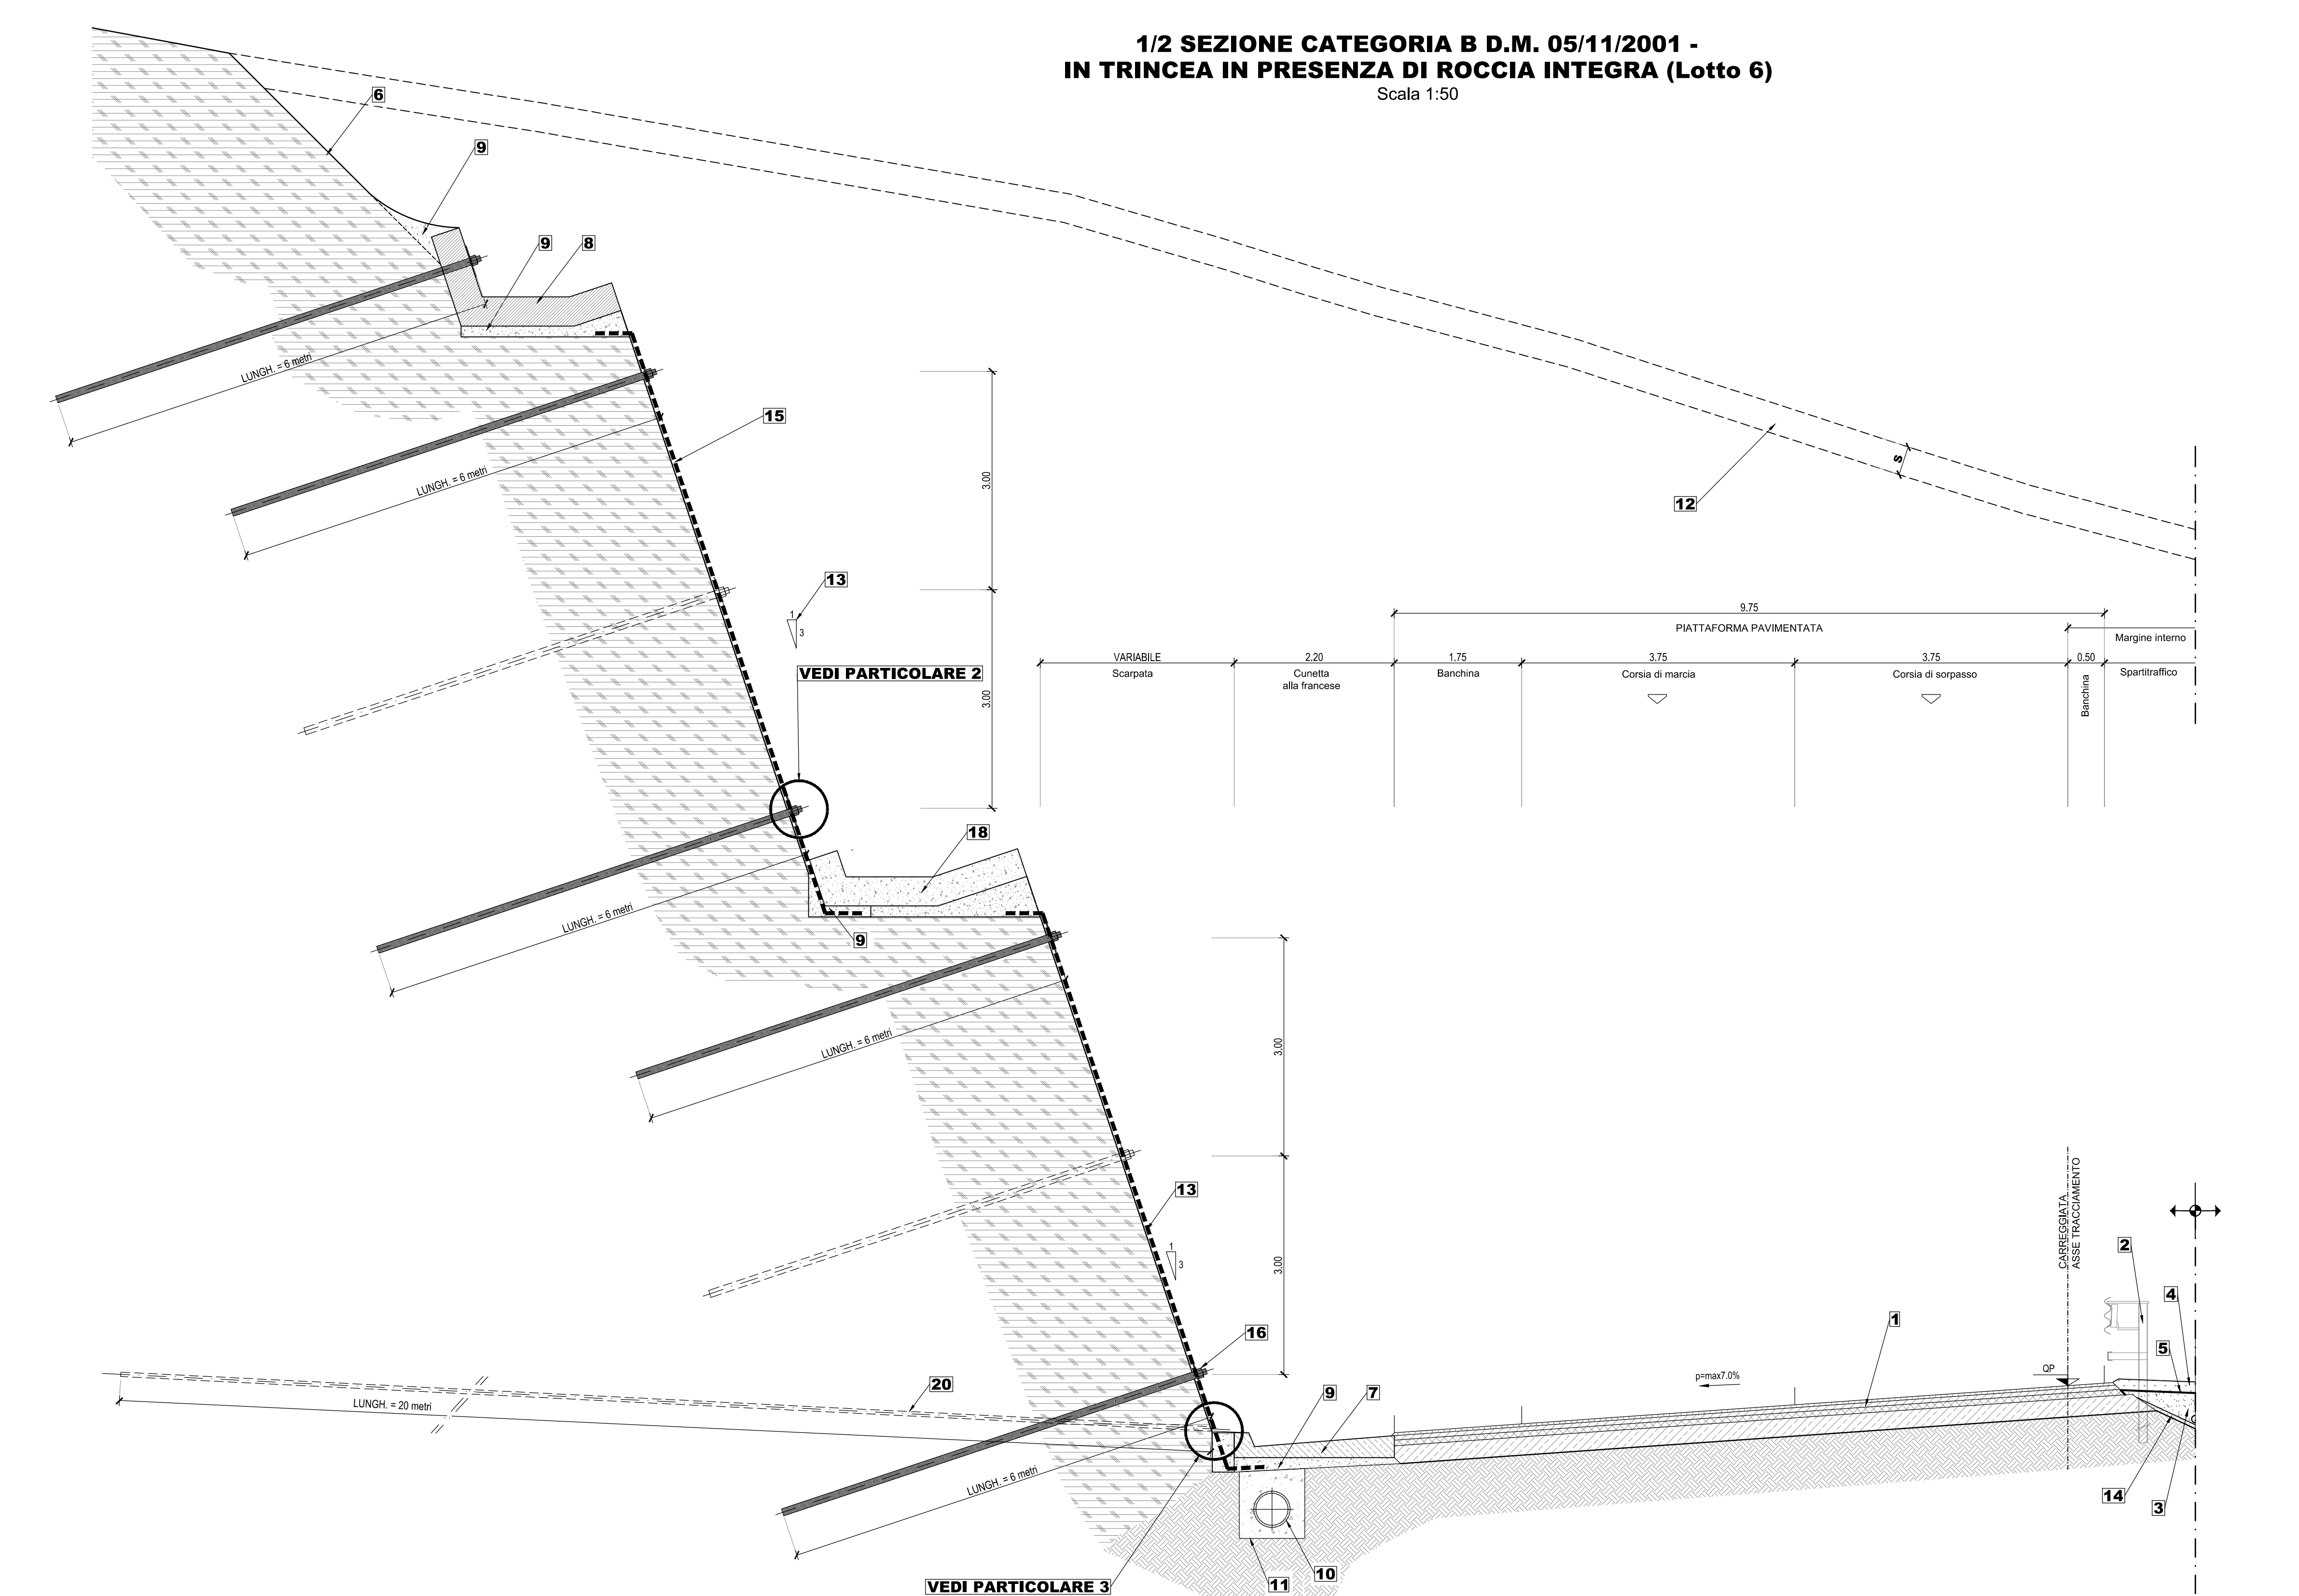 1/2 SEZIONE CATEGORIA B D.M. 05/11/2001 -
IN TRINCEA IN PRESENZA DI ROCCIA INTEGRA (Lotto 6)
Scala 1:50
6
9
9
8
LUNGH. = 6 metri
15
LUNGH. = 6 metri
3.00
S
12
13
1
3
9.75
PIATTAFORMA PAVIMENTATA
Margine interno
VEDI PARTICOLARE 2
3.00
VARIABILE
2.20
1.75
3.75
3.75
0.50
Scarpata
Cunetta
alla francese
Banchina
Corsia di marcia
Corsia di sorpasso
Banchina
Spartitraffico
18
LUNGH. = 6 metri
9
LUNGH. = 6 metri
3.00
13
1
3
3.00
CARREGGIATA
ASSE TRACCIAMENTO
2
4
16
1
5
20
LUNGH. = 20 metri
9
7
p=max7.0%
QP
LUNGH. = 6 metri
14
3
10
11
VEDI PARTICOLARE 3